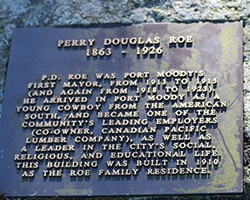 PERRY DOUGLAS ROE
1863 - 1926
P.D. ROE WAS PORT MOODY'S
FIRST MAYOR, FROM 1913 TO 1915
(AND AGAIN FROM 1918 TO 1923).
HE ARRIVED IN PORT MOODY AS A
YOUNG COWBOY FROM THE AMERICAN
SOUTH, AND BECAME ONE OF THE
COMMUNITY'S LEADING EMPLOYERS
(CO-OWNER, CANADIAN PACIFIC
LUMBER COMPANY), AS WELL AS
A LEADER IN THE CITY'S SOCIAL,
RELIGIOUS, AND EDUCATIONAL LIFE.
THIS BUILDING WAS BUILT IN 1910,
AS THE ROE FAMILY RESIDENCE.